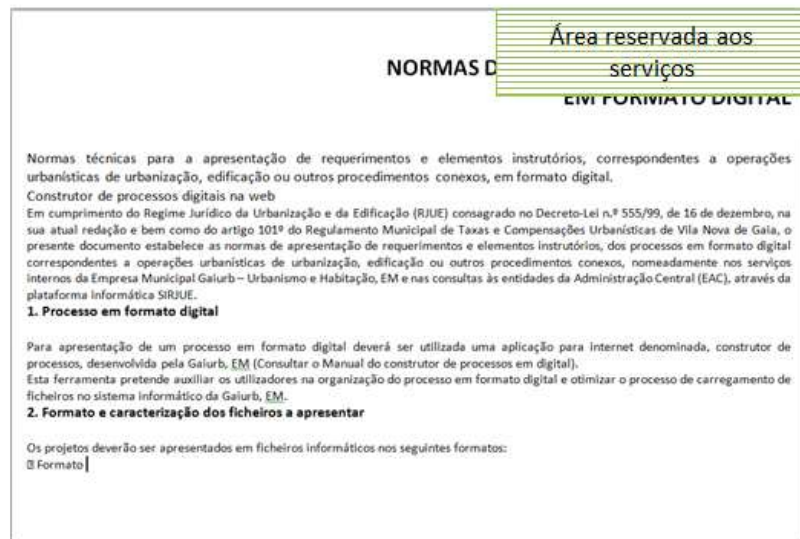 Área reservada aos
serviços
NORMAS D
EM FORMATO DIGITAL
Normas técnicas para a apresentação de requerimentos e elementos instrutórios, correspondentes a operações
urbanísticas de urbanização, edificação ou outros procedimentos conexos, em formato digital.
Construtor de processos digitais na web
Em cumprimento do Regime Jurídico da Urbanização e da Edificação (RJUE) consagrado no Decreto-Lei n.º 555/99, de 16 de dezembro, na
sua atual redação e bem como do artigo 101º do Regulamento Municipal de Taxas e Compensações Urbanísticas de Vila Nova de Gaia, o
presente documento estabelece as normas de apresentação de requerimentos e elementos instrutórios, dos processos em formato digital
correspondentes a operações urbanísticas de urbanização, edificação ou outros procedimentos conexos, nomeadamente nos serviços
internos da Empresa Municipal Gaiurb – Urbanismo e Habitação, EM e nas consultas às entidades da Administração Central (EAC), através da
plataforma informática SIRJUE.
1. Processo em formato digital
Para apresentação de um processo em formato digital deverá ser utilizada uma aplicação para internet denominada, construtor de
processos, desenvolvida pela Gaiurb, EM (Consultar o Manual do construtor de processos em digital).
Esta ferramenta pretende auxiliar os utilizadores na organização do processo em formato digital e otimizar o processo de carregamento de
ficheiros no sistema informático da Gaiurb, EM.
2. Formato e caracterização dos ficheiros a apresentar
Os projetos deverão ser apresentados em ficheiros informáticos nos seguintes formatos:
Formato